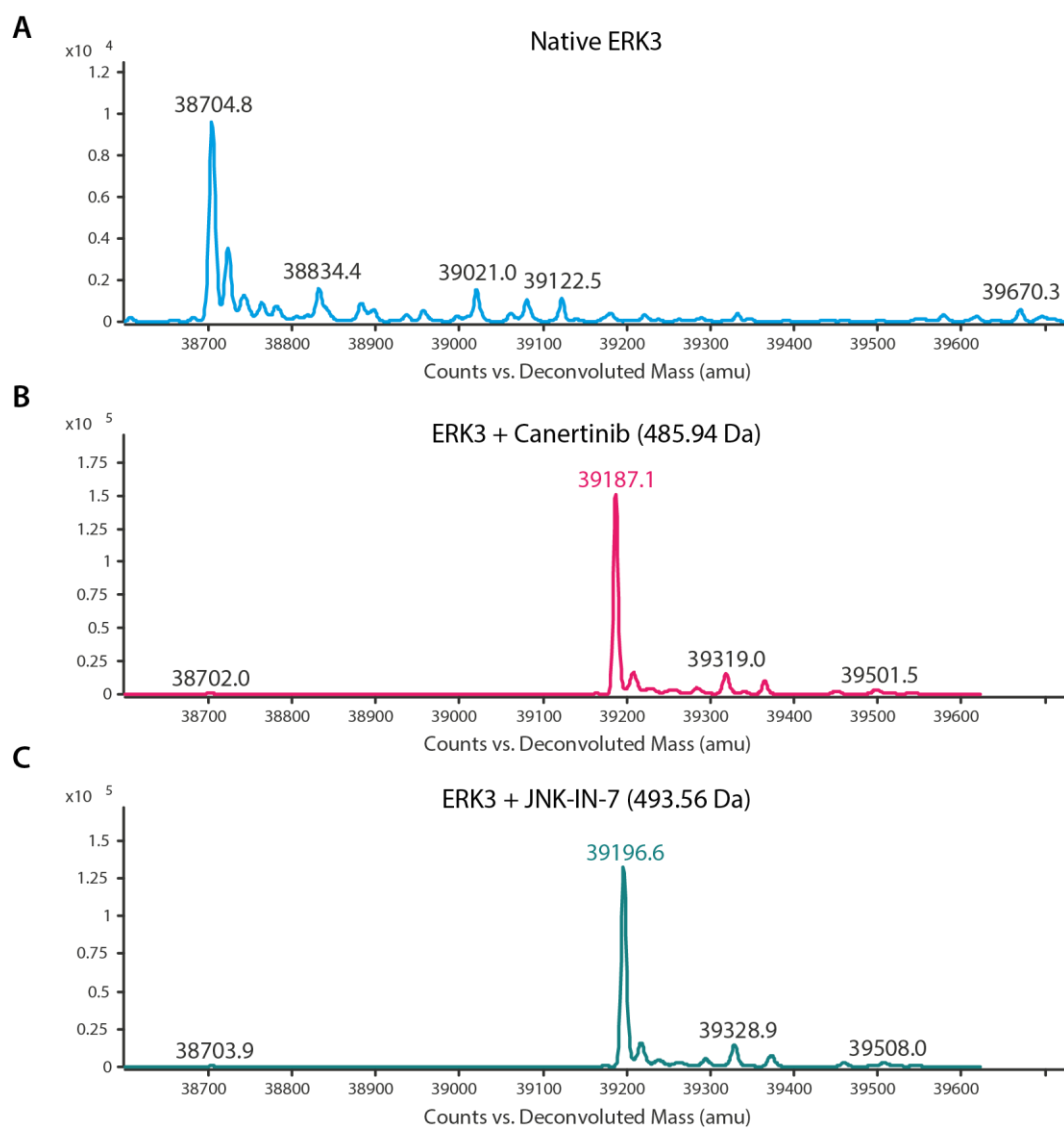 A
Native ERK3
x10 4
1.2
1
0.8
0.6
0.4
0.2
0
38704.8
38834.4
39021.0
39122.5
39670.3
38700 38800 38900 39000 39100 39200 39300 39400 39500 39600
Counts vs. Deconvoluted Mass (amu)
B
ERK3 + Canertinib (485.94 Da)
x10 5
1.75
1.5
1.25
1
0.75
0.5
0.25
0
39187.1
38702.0
39319.0
39501.5
38700 38800 38900 39000 39100 39200 39300 39400 39500 39600
Counts vs. Deconvoluted Mass (amu)
C
ERK3 + JNK-IN-7 (493.56 Da)
x10 5
1.5
1.25
1
0.75
0.5
0.25
0
39196.6
38703.9
39328.9
39508.0
38700 38800 38900 39000 39100 39200 39300 39400 39500 39600
Counts vs. Deconvoluted Mass (amu)